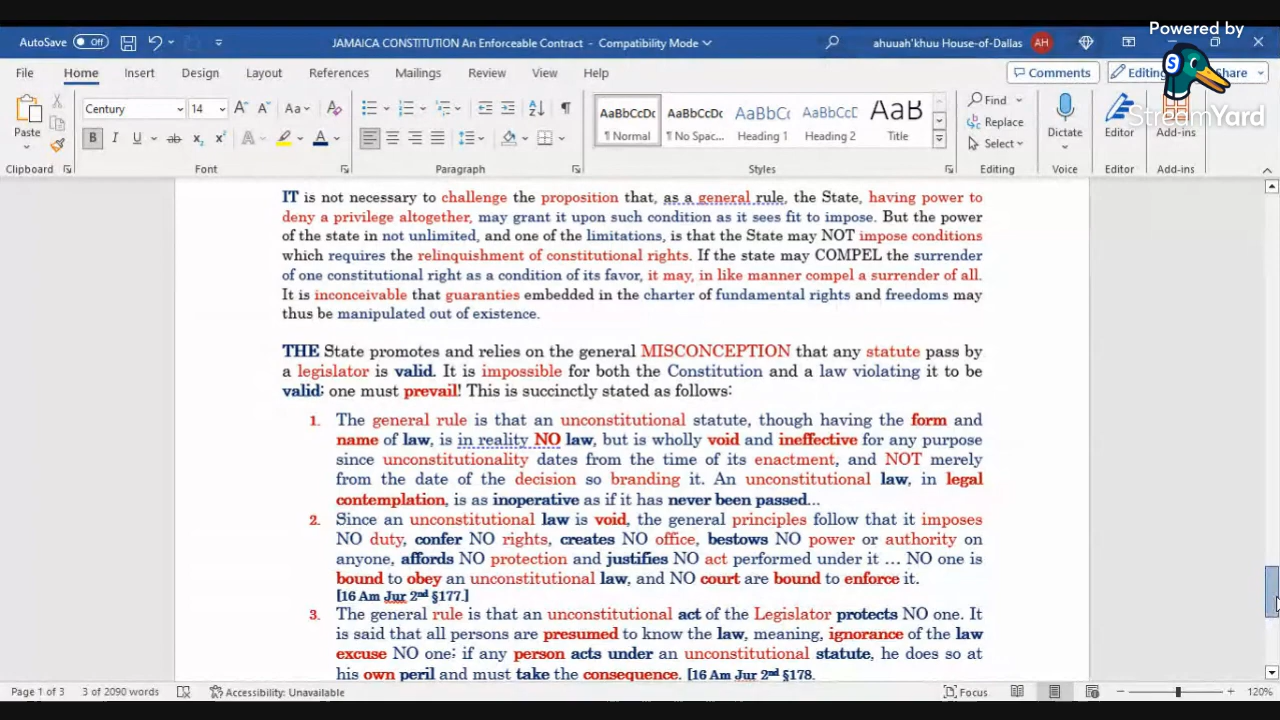 Powered by
StreamYard
AutoSave Off
JAMAICA CONSTITUTION An Enforceable Contract - Compatibility Mode
ahuuah'khuu House-of-Dallas AH
File Home Insert Design Layout References Mailings Review View Help
Comments Editing Share
Paste
Century 14
Aa
B I U ab x₂ x² A A
AaBbCcDc AaBbCcDc AaBbCc AaBbCcD AaB
¶ Normal ¶ No Spac... Heading 1 Heading 2 Title
Find
Replace
Select
Dictate Editor Add-ins
Clipboard Font Paragraph Styles Editing Voice Editor Add-ins
IT is not necessary to challenge the proposition that, as a general rule, the State, having power to
deny a privilege altogether, may grant it upon such condition as it sees fit to impose. But the power
of the state in not unlimited, and one of the limitations, is that the State may NOT impose conditions
which requires the relinquishment of constitutional rights. If the state may COMPEL the surrender
of one constitutional right as a condition of its favor, it may, in like manner compel a surrender of all.
It is inconceivable that guaranties embedded in the charter of fundamental rights and freedoms may
thus be manipulated out of existence.
THE State promotes and relies on the general MISCONCEPTION that any statute pass by
a legislator is valid. It is impossible for both the Constitution and a law violating it to be
valid; one must prevail! This is succinctly stated as follows:
1. The general rule is that an unconstitutional statute, though having the form and
name of law, is in reality NO law, but is wholly void and ineffective for any purpose
since unconstitutionality dates from the time of its enactment, and NOT merely
from the date of the decision so branding it. An unconstitutional law, in legal
contemplation, is as inoperative as if it has never been passed...
2. Since an unconstitutional law is void, the general principles follow that it imposes
NO duty, confer NO rights, creates NO office, bestows NO power or authority on
anyone, affords NO protection and justifies NO act performed under it ... NO one is
bound to obey an unconstitutional law, and NO court are bound to enforce it.
[16 Am Jur 2nd §177.]
3. The general rule is that an unconstitutional act of the Legislator protects NO one. It
is said that all persons are presumed to know the law, meaning, ignorance of the law
excuse NO one; if any person acts under an unconstitutional statute, he does so at
his own peril and must take the consequence. [16 Am Jur 2nd §178.
Page 1 of 3 3 of 2090 words Accessibility: Unavailable Focus 120%